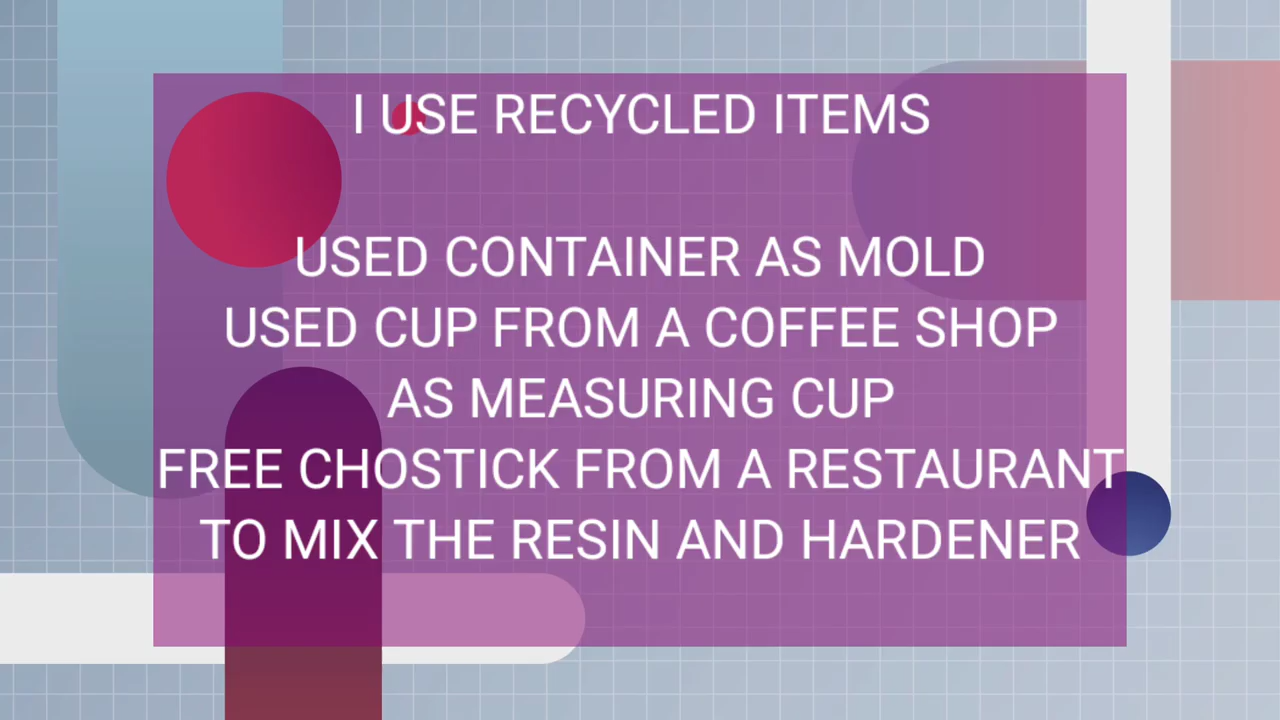 I USE RECYCLED ITEMS
USED CONTAINER AS MOLD
USED CUP FROM A COFFEE SHOP
AS MEASURING CUP
FREE CHOSTICK FROM A RESTAURANT
TO MIX THE RESIN AND HARDENER